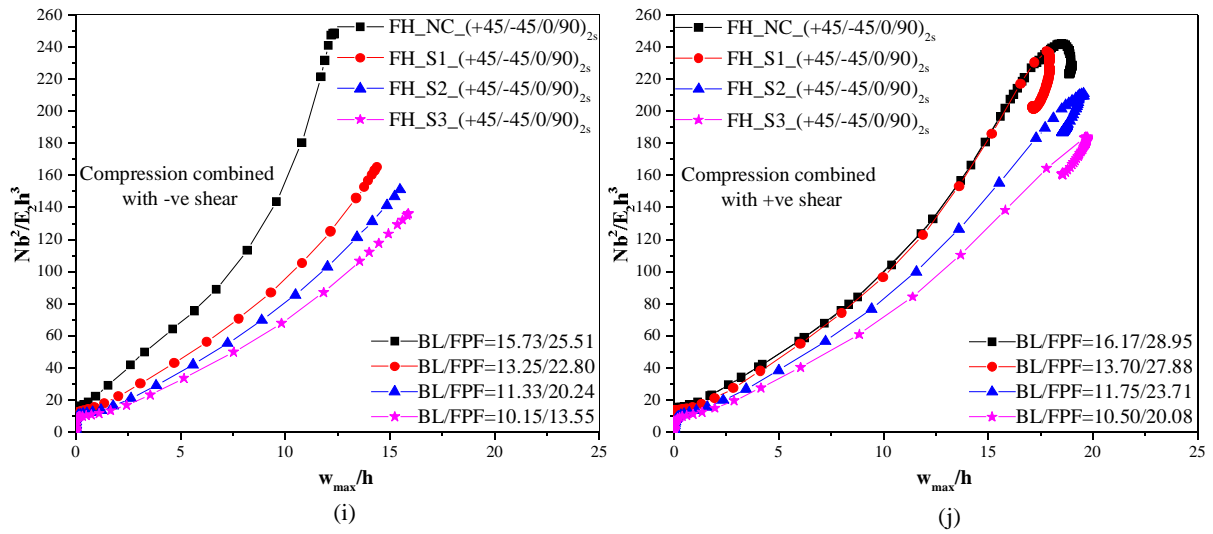 260
240
220
200
180
160
140
120
100
80
60
40
20
0
Nb²/E₂h³
FH_NC_(+45/-45/0/90)₂ₛ
FH_S1_(+45/-45/0/90)₂ₛ
FH_S2_(+45/-45/0/90)₂ₛ
FH_S3_(+45/-45/0/90)₂ₛ
Compression combined
with -ve shear
BL/FPF=15.73/25.51
BL/FPF=13.25/22.80
BL/FPF=11.33/20.24
BL/FPF=10.15/13.55
0 5 10 15 20 25
w_max/h
(i)
260
240
220
200
180
160
140
120
100
80
60
40
20
0
Nb²/E₂h³
FH_NC_(+45/-45/0/90)₂ₛ
FH_S1_(+45/-45/0/90)₂ₛ
FH_S2_(+45/-45/0/90)₂ₛ
FH_S3_(+45/-45/0/90)₂ₛ
Compression combined
with +ve shear
BL/FPF=16.17/28.95
BL/FPF=13.70/27.88
BL/FPF=11.75/23.71
BL/FPF=10.50/20.08
0 5 10 15 20 25
w_max/h
(j)